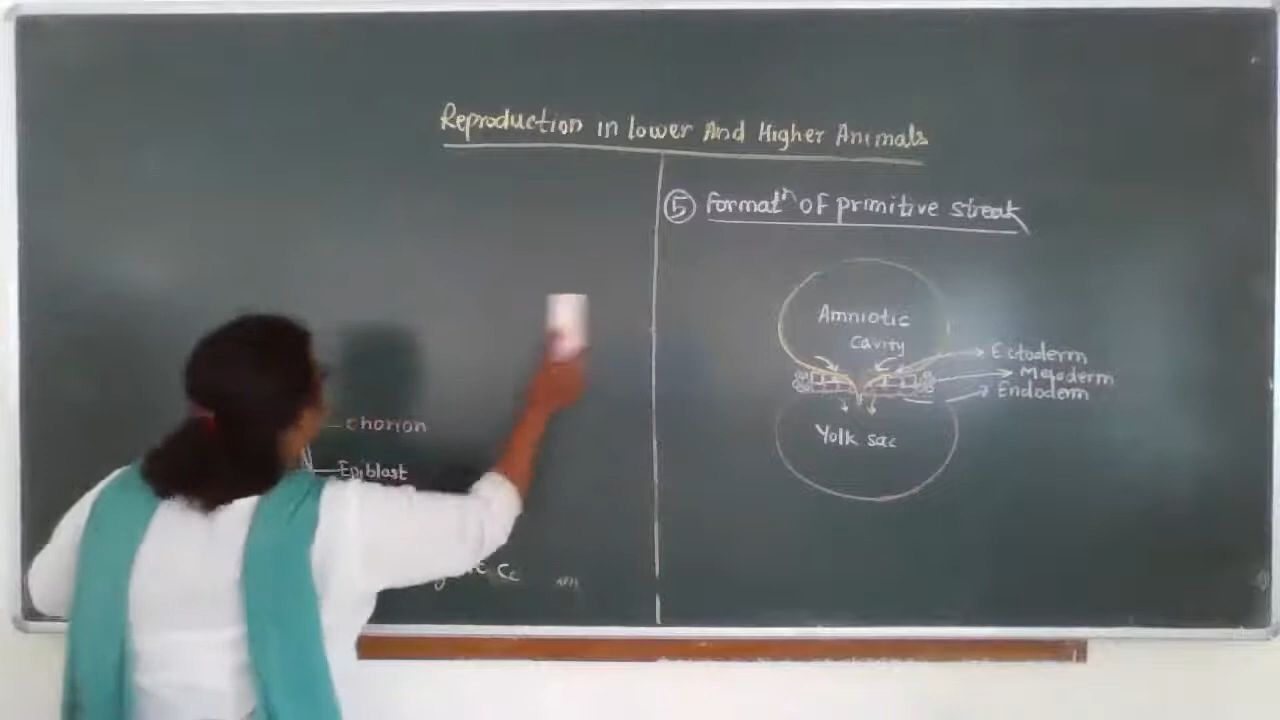 Reproduction in Lower And Higher Animals
chorion
Epiblast
⑤ Formatⁿ of primitive streak
Amniotic
cavity
Ectoderm
Mesoderm
Endoderm
Yolk sac